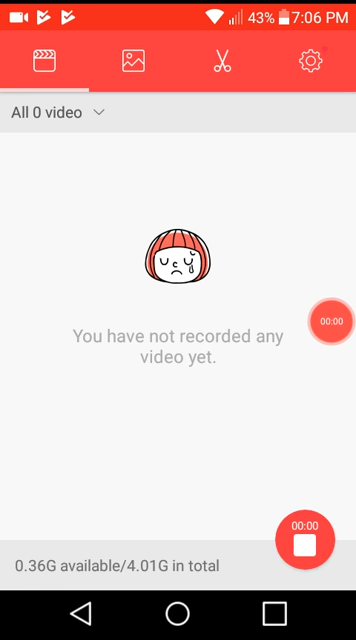 43% 7:06 PM
All 0 video
You have not recorded any
video yet.
00:00
00:00
0.36G available/4.01G in total